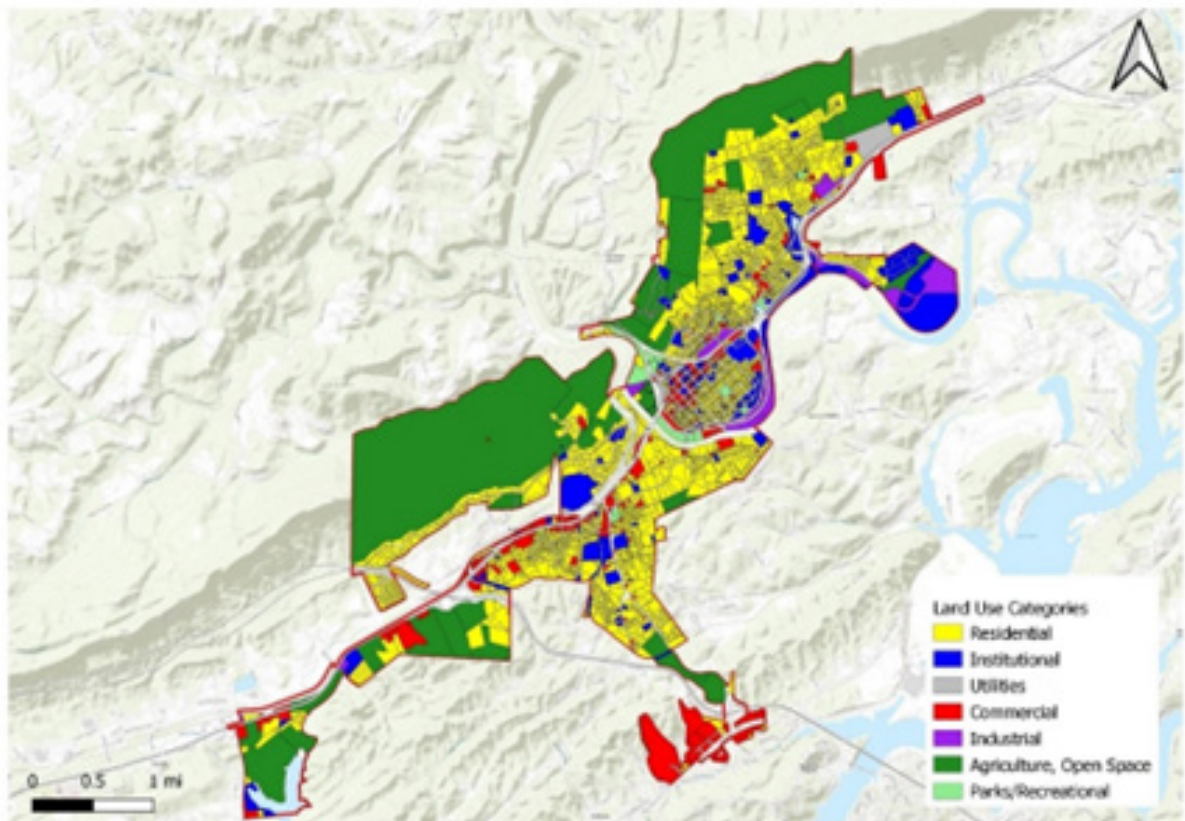 0 0.5 1 mi
Land Use Categories
Residential
Institutional
Utilities
Commercial
Industrial
Agriculture, Open Space
Parks/Recreational